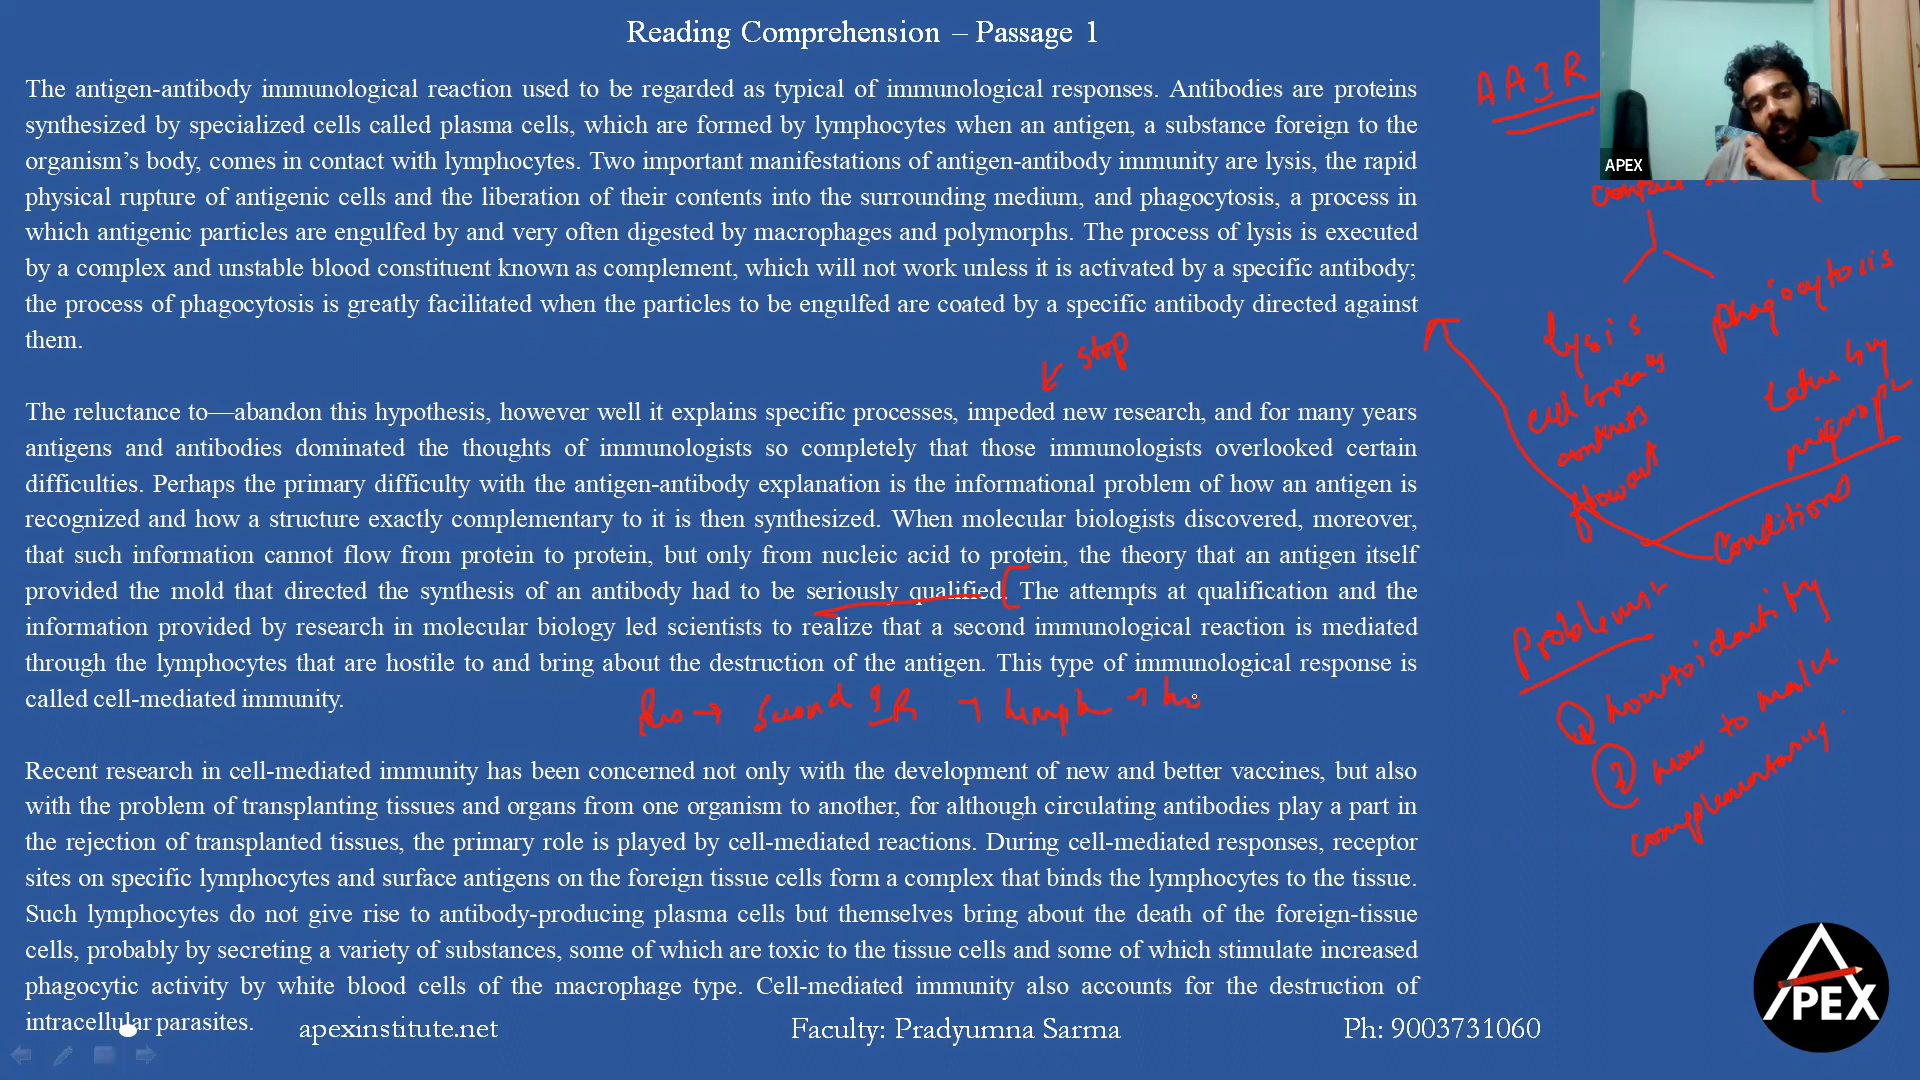 Reading Comprehension – Passage 1
The antigen-antibody immunological reaction used to be regarded as typical of immunological responses. Antibodies are proteins
synthesized by specialized cells called plasma cells, which are formed by lymphocytes when an antigen, a substance foreign to the
organism’s body, comes in contact with lymphocytes. Two important manifestations of antigen-antibody immunity are lysis, the rapid
physical rupture of antigenic cells and the liberation of their contents into the surrounding medium, and phagocytosis, a process in
which antigenic particles are engulfed by and very often digested by macrophages and polymorphs. The process of lysis is executed
by a complex and unstable blood constituent known as complement, which will not work unless it is activated by a specific antibody;
the process of phagocytosis is greatly facilitated when the particles to be engulfed are coated by a specific antibody directed against
them.
stop
The reluctance to—abandon this hypothesis, however well it explains specific processes, impeded new research, and for many years
antigens and antibodies dominated the thoughts of immunologists so completely that those immunologists overlooked certain
difficulties. Perhaps the primary difficulty with the antigen-antibody explanation is the informational problem of how an antigen is
recognized and how a structure exactly complementary to it is then synthesized. When molecular biologists discovered, moreover,
that such information cannot flow from protein to protein, but only from nucleic acid to protein, the theory that an antigen itself
provided the mold that directed the synthesis of an antibody had to be seriously qualified. The attempts at qualification and the
information provided by research in molecular biology led scientists to realize that a second immunological reaction is mediated
through the lymphocytes that are hostile to and bring about the destruction of the antigen. This type of immunological response is
called cell-mediated immunity.
second IR → lymph →
Recent research in cell-mediated immunity has been concerned not only with the development of new and better vaccines, but also
with the problem of transplanting tissues and organs from one organism to another, for although circulating antibodies play a part in
the rejection of transplanted tissues, the primary role is played by cell-mediated reactions. During cell-mediated responses, receptor
sites on specific lymphocytes and surface antigens on the foreign tissue cells form a complex that binds the lymphocytes to the tissue.
Such lymphocytes do not give rise to antibody-producing plasma cells but themselves bring about the death of the foreign-tissue
cells, probably by secreting a variety of substances, some of which are toxic to the tissue cells and some of which stimulate increased
phagocytic activity by white blood cells of the macrophage type. Cell-mediated immunity also accounts for the destruction of
intracellular parasites.
apexinstitute.net
Faculty: Pradyumna Sarma
Ph: 9003731060
AAIR
APEX
lysis
cell breaks
contents
flow out
phagocytosis
by
Conditions
Problems
① how to identify
② how to make
complementary
APEX